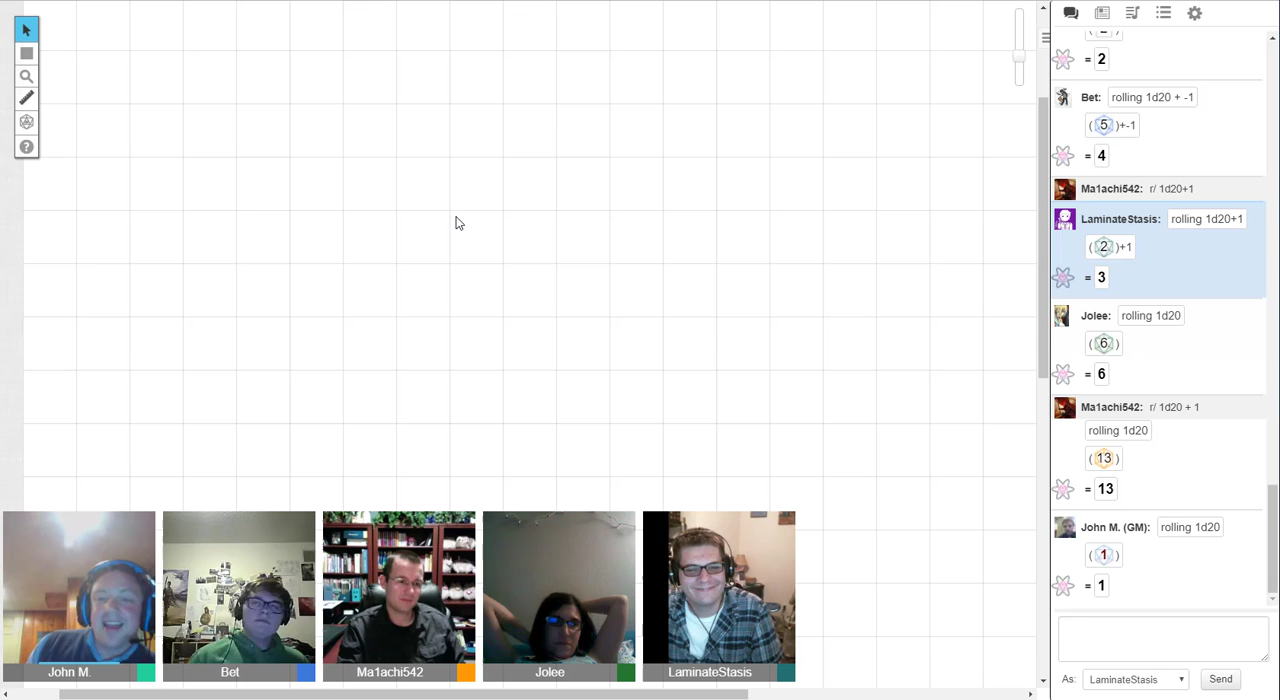 = 2
Bet: rolling 1d20 + -1
(5)+-1
= 4
Ma1achi542: r/ 1d20+1
LaminateStasis: rolling 1d20+1
(2)+1
= 3
Jolee: rolling 1d20
(6)
= 6
Ma1achi542: r/ 1d20 + 1
rolling 1d20
(13)
= 13
John M. (GM): rolling 1d20
(1)
= 1
As: LaminateStasis Send
John M. Bet Ma1achi542 Jolee LaminateStasis